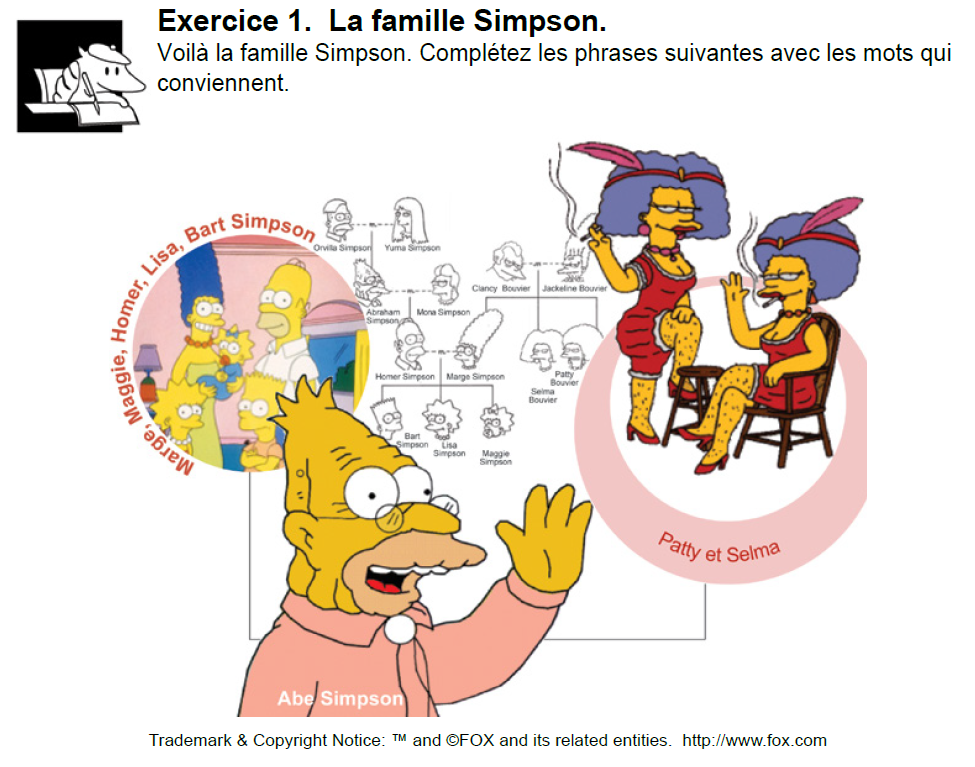 Exercice 1. La famille Simpson.
Voilà la famille Simpson. Complétez les phrases suivantes avec les mots qui
conviennent.
Marge, Maggie, Homer, Lisa, Bart Simpson
Orvilla Simpson
Yuma Simpson
Clancy Bouvier
Jackeline Bouvier
Abraham
Simpson
Mona Simpson
Homer Simpson
Marge Simpson
Patty
Bouvier
Selma
Bouvier
Bart
Simpson
Lisa
Simpson
Maggie
Simpson
Patty et Selma
Abe Simpson
Trademark & Copyright Notice: ™ and ©FOX and its related entities. http://www.fox.com